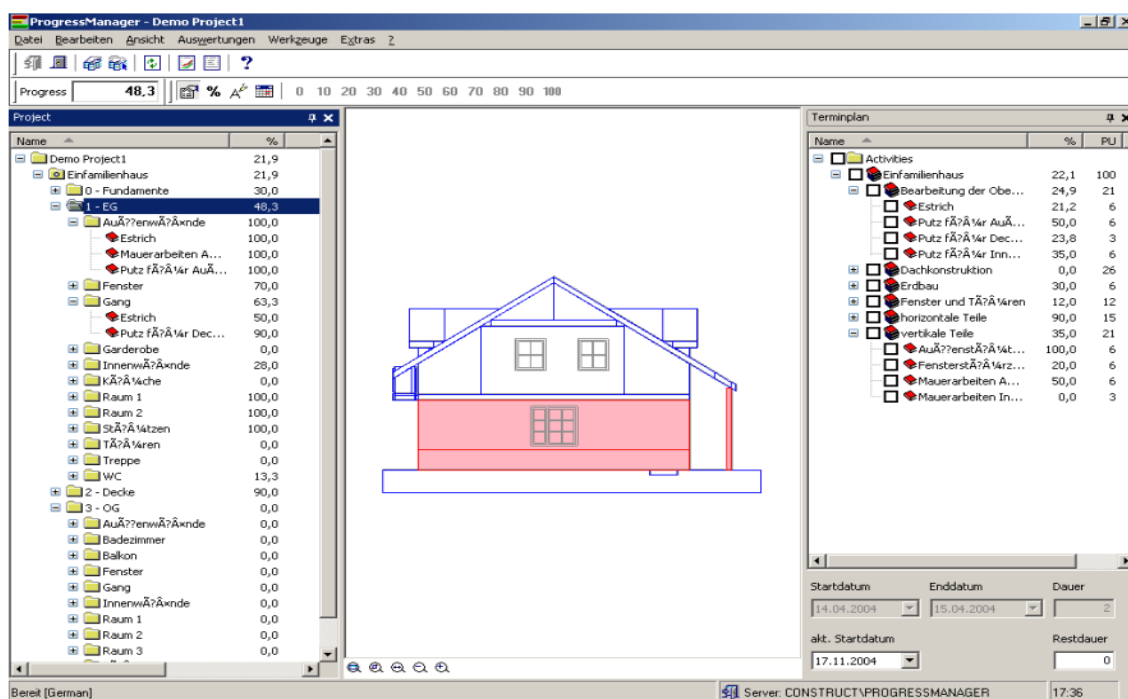 ProgressManager - Demo Project1
Datei Bearbeiten Ansicht Auswertungen Werkzeuge Extras ?
Progress 48,3 % 0 10 20 30 40 50 60 70 80 90 100
Project
Name %
Demo Project1 21,9
Einfamilienhaus 21,9
0 - Fundamente 30,0
1 - EG 48,3
AuÃ??enwÃ?Â¤nde 100,0
Estrich 100,0
Mauerarbeiten A... 100,0
Putz fÃ?Â¼r AuÃ... 100,0
Fenster 70,0
Gang 63,3
Estrich 50,0
Putz fÃ?Â¼r Dec... 90,0
Garderobe 0,0
InnenwÃ?Â¤nde 28,0
KÃ?Â¼che 0,0
Raum 1 100,0
Raum 2 100,0
StÃ?Â¼tzen 100,0
TÃ?Â¼ren 0,0
Treppe 0,0
WC 13,3
2 - Decke 90,0
3 - OG 0,0
AuÃ??enwÃ?Â¤nde 0,0
Badezimmer 0,0
Balkon 0,0
Fenster 0,0
Gang 0,0
InnenwÃ?Â¤nde 0,0
Raum 1 0,0
Raum 2 0,0
Raum 3 0,0
Terminplan
Name % PU
Activities
Einfamilienhaus 22,1 100
Bearbeitung der Obe... 24,9 21
Estrich 21,2 6
Putz fÃ?Â¼r AuÃ... 50,0 6
Putz fÃ?Â¼r Dec... 23,8 3
Putz fÃ?Â¼r Inn... 35,0 6
Dachkonstruktion 0,0 26
Erdbau 30,0 6
Fenster und TÃ?Â¼ren 12,0 12
horizontale Teile 90,0 15
vertikale Teile 35,0 21
AuÃ??enstÃ?Â¼t... 100,0 6
FensterstÃ?Â¼rz... 20,0 6
Mauerarbeiten A... 50,0 6
Mauerarbeiten In... 0,0 3
Startdatum Enddatum Dauer
14.04.2004 15.04.2004 2
akt. Startdatum Restdauer
17.11.2004 0
Bereit [German] Server: CONSTRUCT\PROGRESSMANAGER 17:36